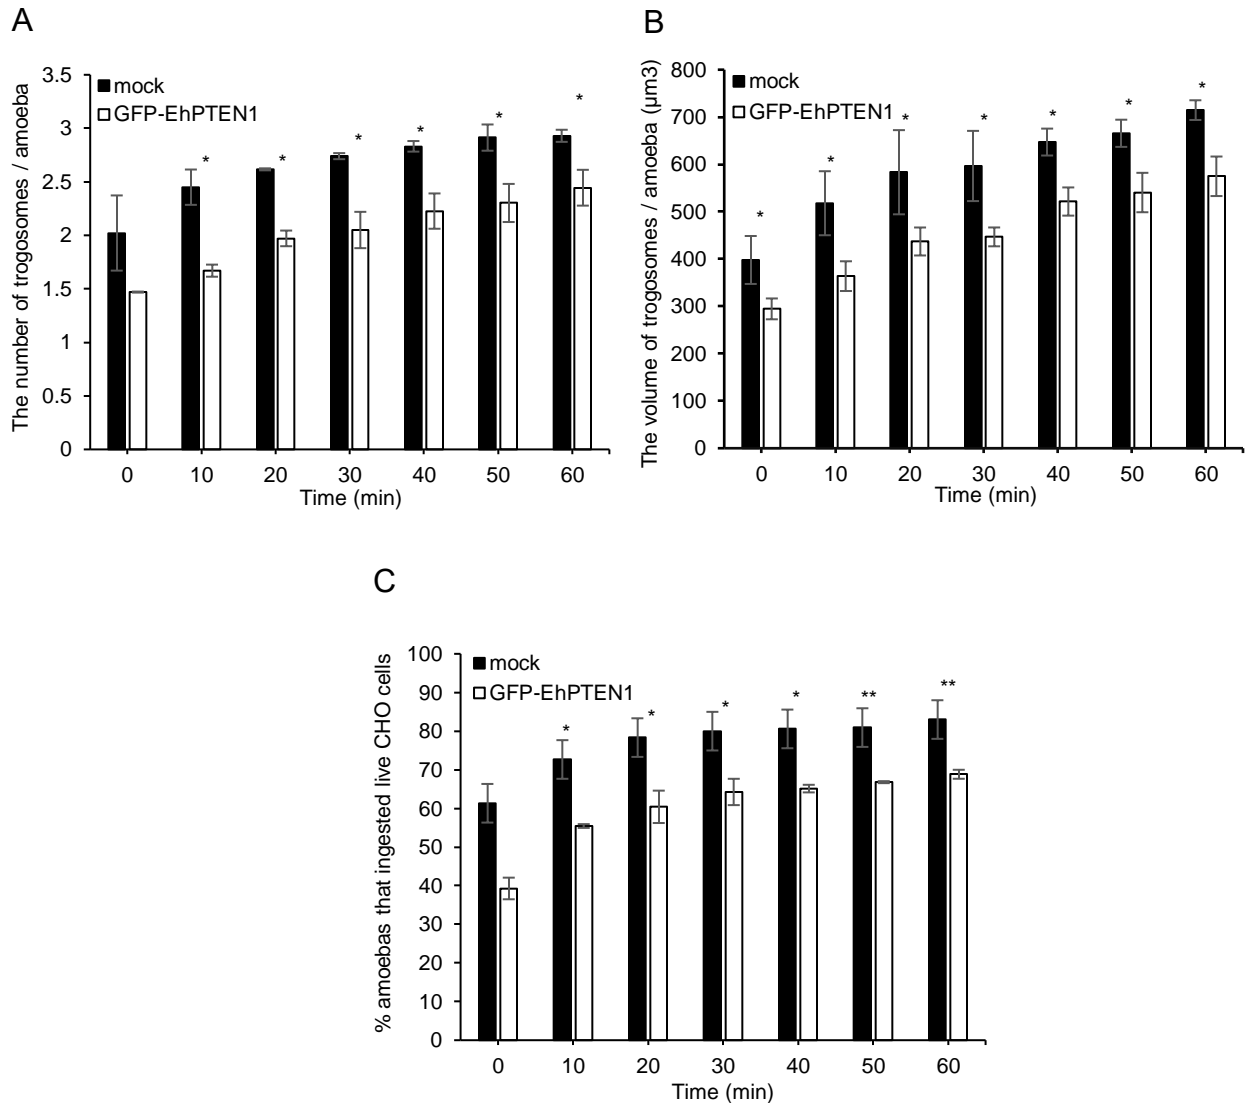 A
The number of trogosomes / amoeba
3.5
3
2.5
2
1.5
1
0.5
0
mock
GFP-EhPTEN1
* * * * * *
0 10 20 30 40 50 60
Time (min)
B
The volume of trogosomes / amoeba (µm3)
800
700
600
500
400
300
200
100
0
mock
GFP-EhPTEN1
* * * * * * *
0 10 20 30 40 50 60
Time (min)
C
% amoebas that ingested live CHO cells
100
90
80
70
60
50
40
30
20
10
0
mock
GFP-EhPTEN1
* * * * ** **
0 10 20 30 40 50 60
Time (min)